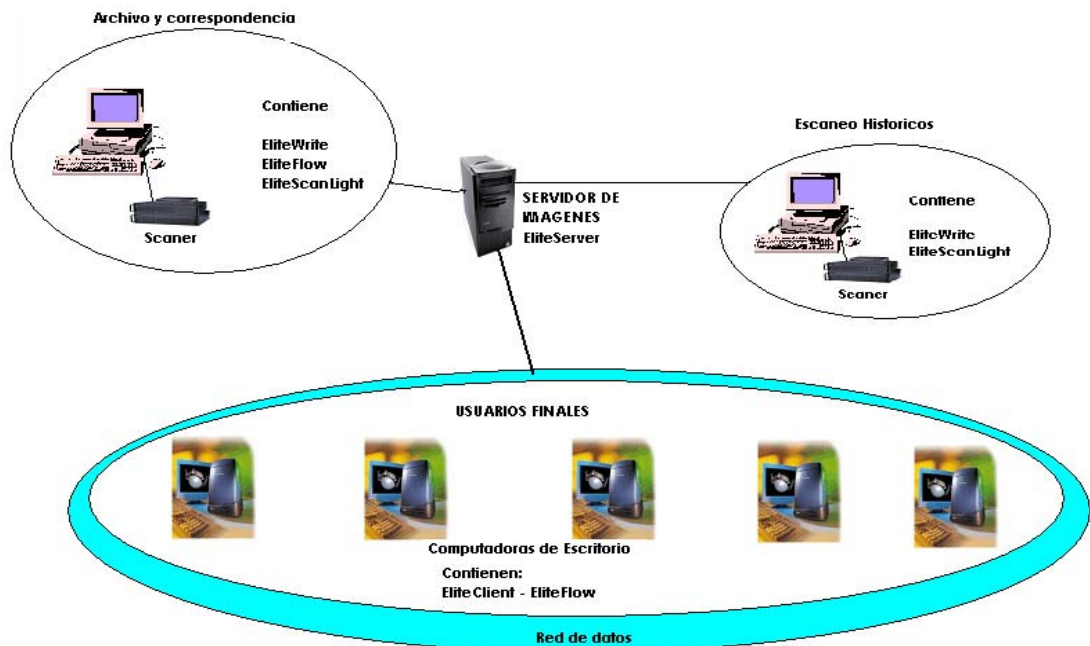 Archivo y correspondencia
Contiene
EliteWrite
EliteFlow
EliteScanLight
Scaner
SERVIDOR DE
IMAGENES
EliteServer
Escaneo Historicos
Contiene
EliteWrite
EliteScanLight
Scaner
USUARIOS FINALES
Computadoras de Escritorio
Contienen:
EliteClient - EliteFlow
Red de datos